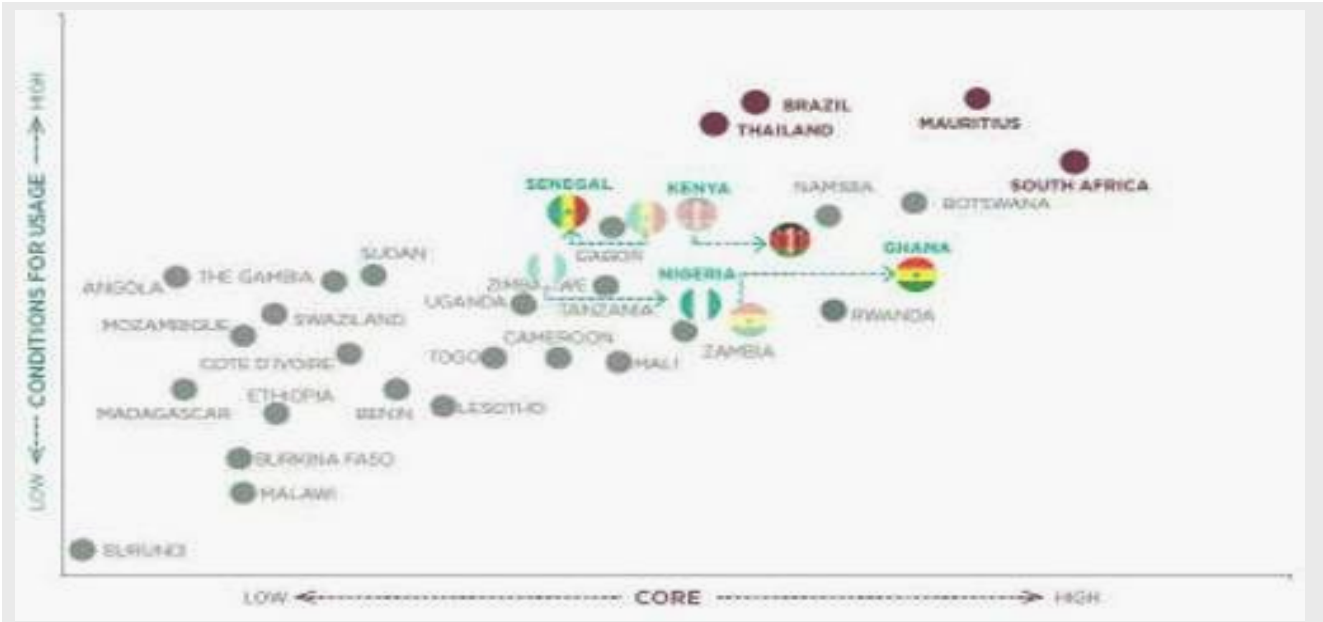 HIGH
CONDITIONS FOR USAGE
LOW
BRAZIL
THAILAND
MAURITIUS
SOUTH AFRICA
SENEGAL
KENYA
BOTSWANA
GABON
GHANA
SUDAN
THE GAMBIA
ANGOLA
NIGERIA
UGANDA
TANZANIA
RWANDA
SWAZILAND
MOZAMBIQUE
CAMEROON
ZAMBIA
COTE D'IVOIRE
TOGO
MALI
ETHIOPIA
MADAGASCAR
BENIN
LESOTHO
BURKINA FASO
MALAWI
BURUNDI
LOW
CORE
HIGH